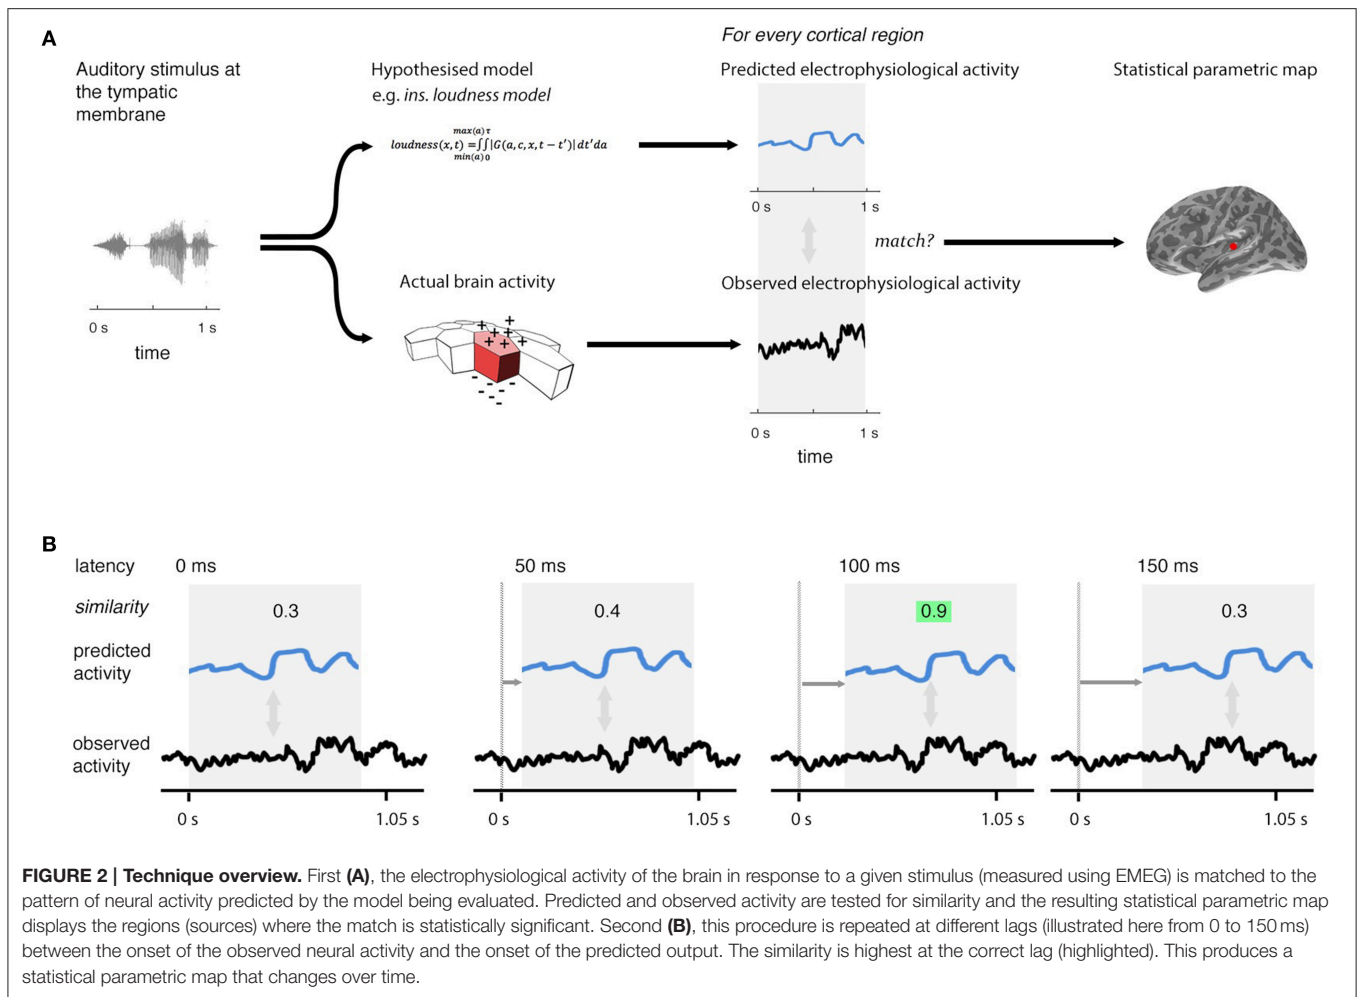 A
For every cortical region
Auditory stimulus at
the tympatic
membrane
Hypothesised model
e.g. ins. loudness model
Predicted electrophysiological activity
Statistical parametric map
max(a) τ
loudness(x,t) =∫∫|G(a,c,x,t − t′)| dt′da
min(a) 0
0 s
1 s
match?
Actual brain activity
Observed electrophysiological activity
+
+ + +
+ + +
- - -
- - -
-
0 s
1 s
time
0 s
1 s
time
B
latency
0 ms
50 ms
100 ms
150 ms
similarity
0.3
0.4
0.9
0.3
predicted
activity
observed
activity
0 s
1.05 s
0 s
1.05 s
0 s
1.05 s
0 s
1.05 s
FIGURE 2 | Technique overview. First (A), the electrophysiological activity of the brain in response to a given stimulus (measured using EMEG) is matched to the
pattern of neural activity predicted by the model being evaluated. Predicted and observed activity are tested for similarity and the resulting statistical parametric map
displays the regions (sources) where the match is statistically significant. Second (B), this procedure is repeated at different lags (illustrated here from 0 to 150 ms)
between the onset of the observed neural activity and the onset of the predicted output. The similarity is highest at the correct lag (highlighted). This produces a
statistical parametric map that changes over time.